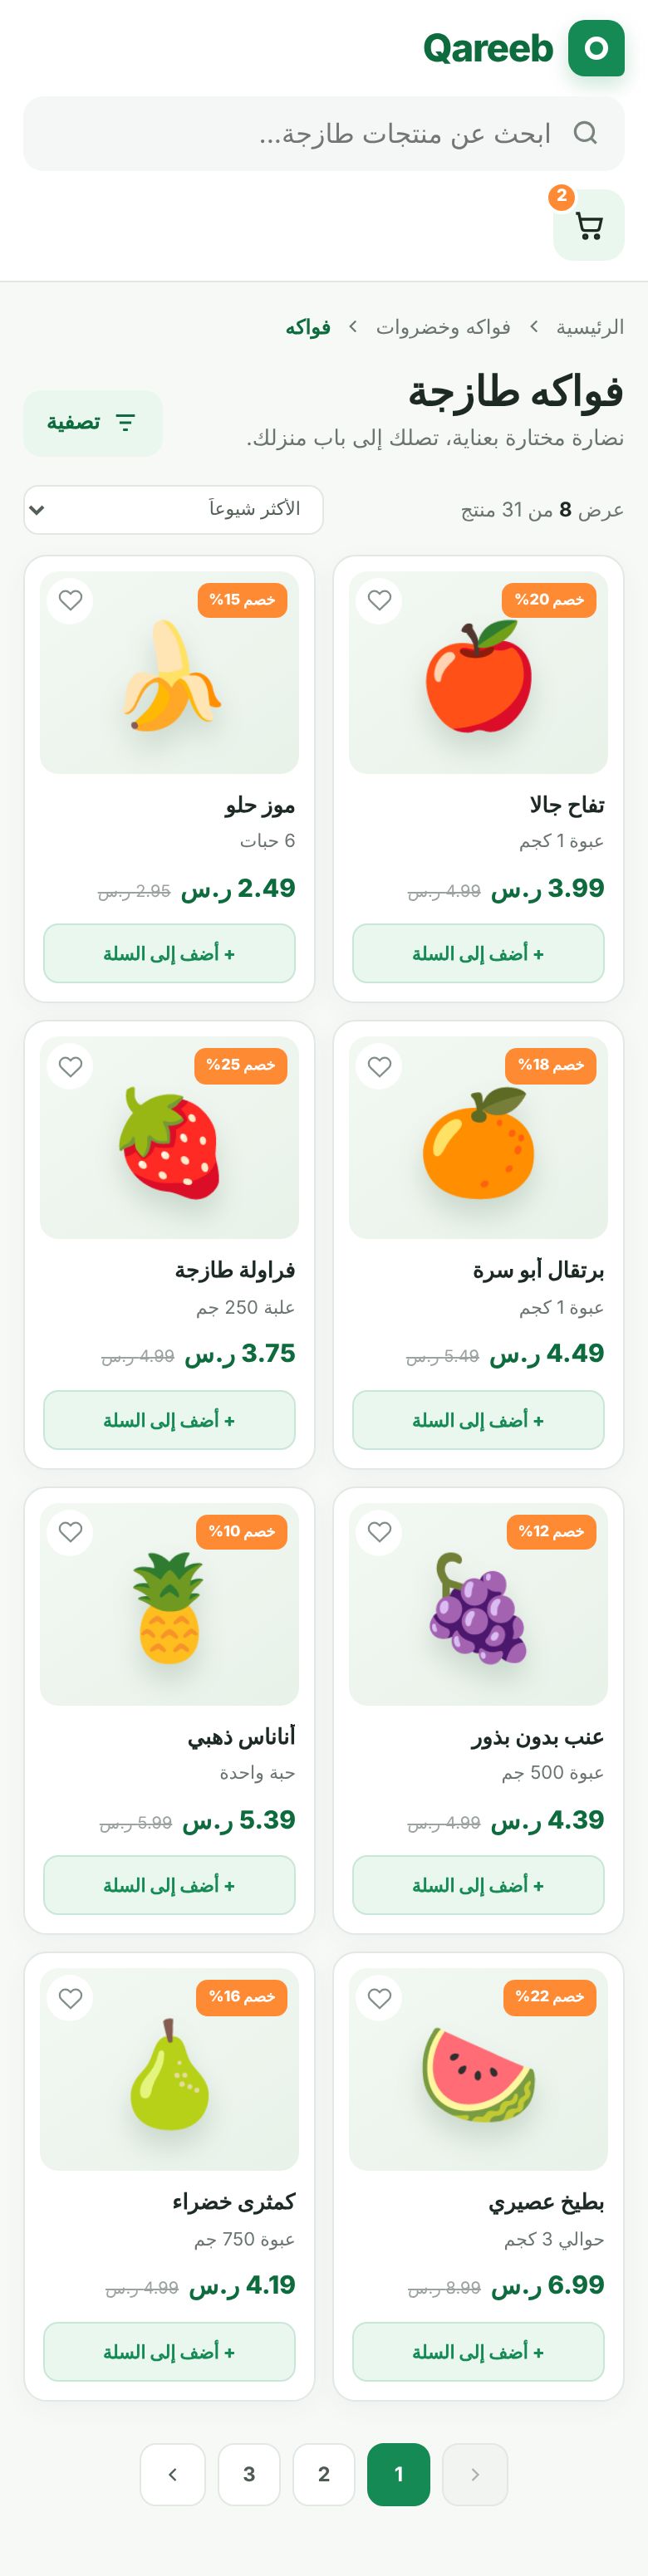 Qareeb
ابحث عن منتجات طازجة...
2
الرئيسية
فواكه وخضروات
فواكه
فواكه طازجة
نضارة مختارة بعناية، تصلك إلى باب منزلك.
تصفية
عرض 8 من 31 منتج
الأكثر شيوعاً
خصم 20%
تفاح جالا
عبوة 1 كجم
3.99 ر.س 4.99 ر.س
+ أضف إلى السلة
خصم 15%
موز حلو
6 حبات
2.49 ر.س 2.95 ر.س
+ أضف إلى السلة
خصم 18%
برتقال أبو سرة
عبوة 1 كجم
4.49 ر.س 5.49 ر.س
+ أضف إلى السلة
خصم 25%
فراولة طازجة
علبة 250 جم
3.75 ر.س 4.99 ر.س
+ أضف إلى السلة
خصم 12%
عنب بدون بذور
عبوة 500 جم
4.39 ر.س 4.99 ر.س
+ أضف إلى السلة
خصم 10%
أناناس ذهبي
حبة واحدة
5.39 ر.س 5.99 ر.س
+ أضف إلى السلة
خصم 22%
بطيخ عصيري
حوالي 3 كجم
6.99 ر.س 8.99 ر.س
+ أضف إلى السلة
خصم 16%
كمثرى خضراء
عبوة 750 جم
4.19 ر.س 4.99 ر.س
+ أضف إلى السلة
1
2
3